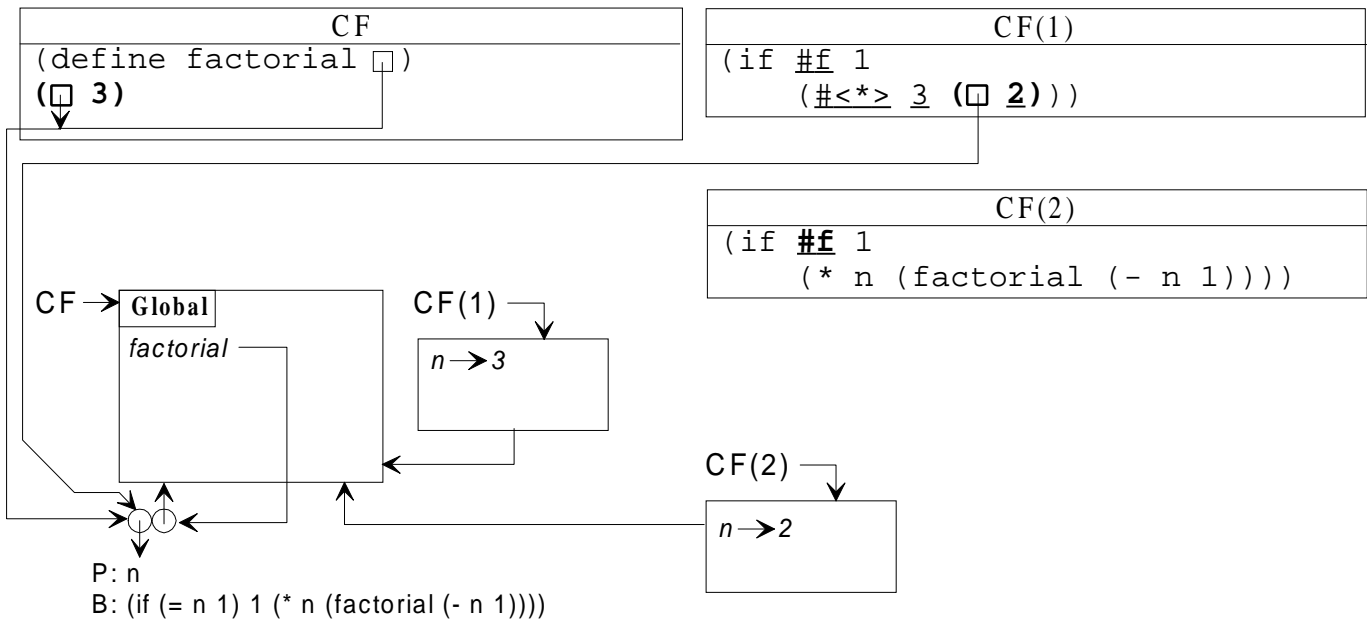 CF
(define factorial □)
(□ 3)
CF(1)
(if #f 1
(#<*> 3 (□ 2)))
CF(2)
(if #f 1
(* n (factorial (- n 1))))
CF
Global
factorial
CF(1)
n 3
CF(2)
n 2
P: n
B: (if (= n 1) 1 (* n (factorial (- n 1))))